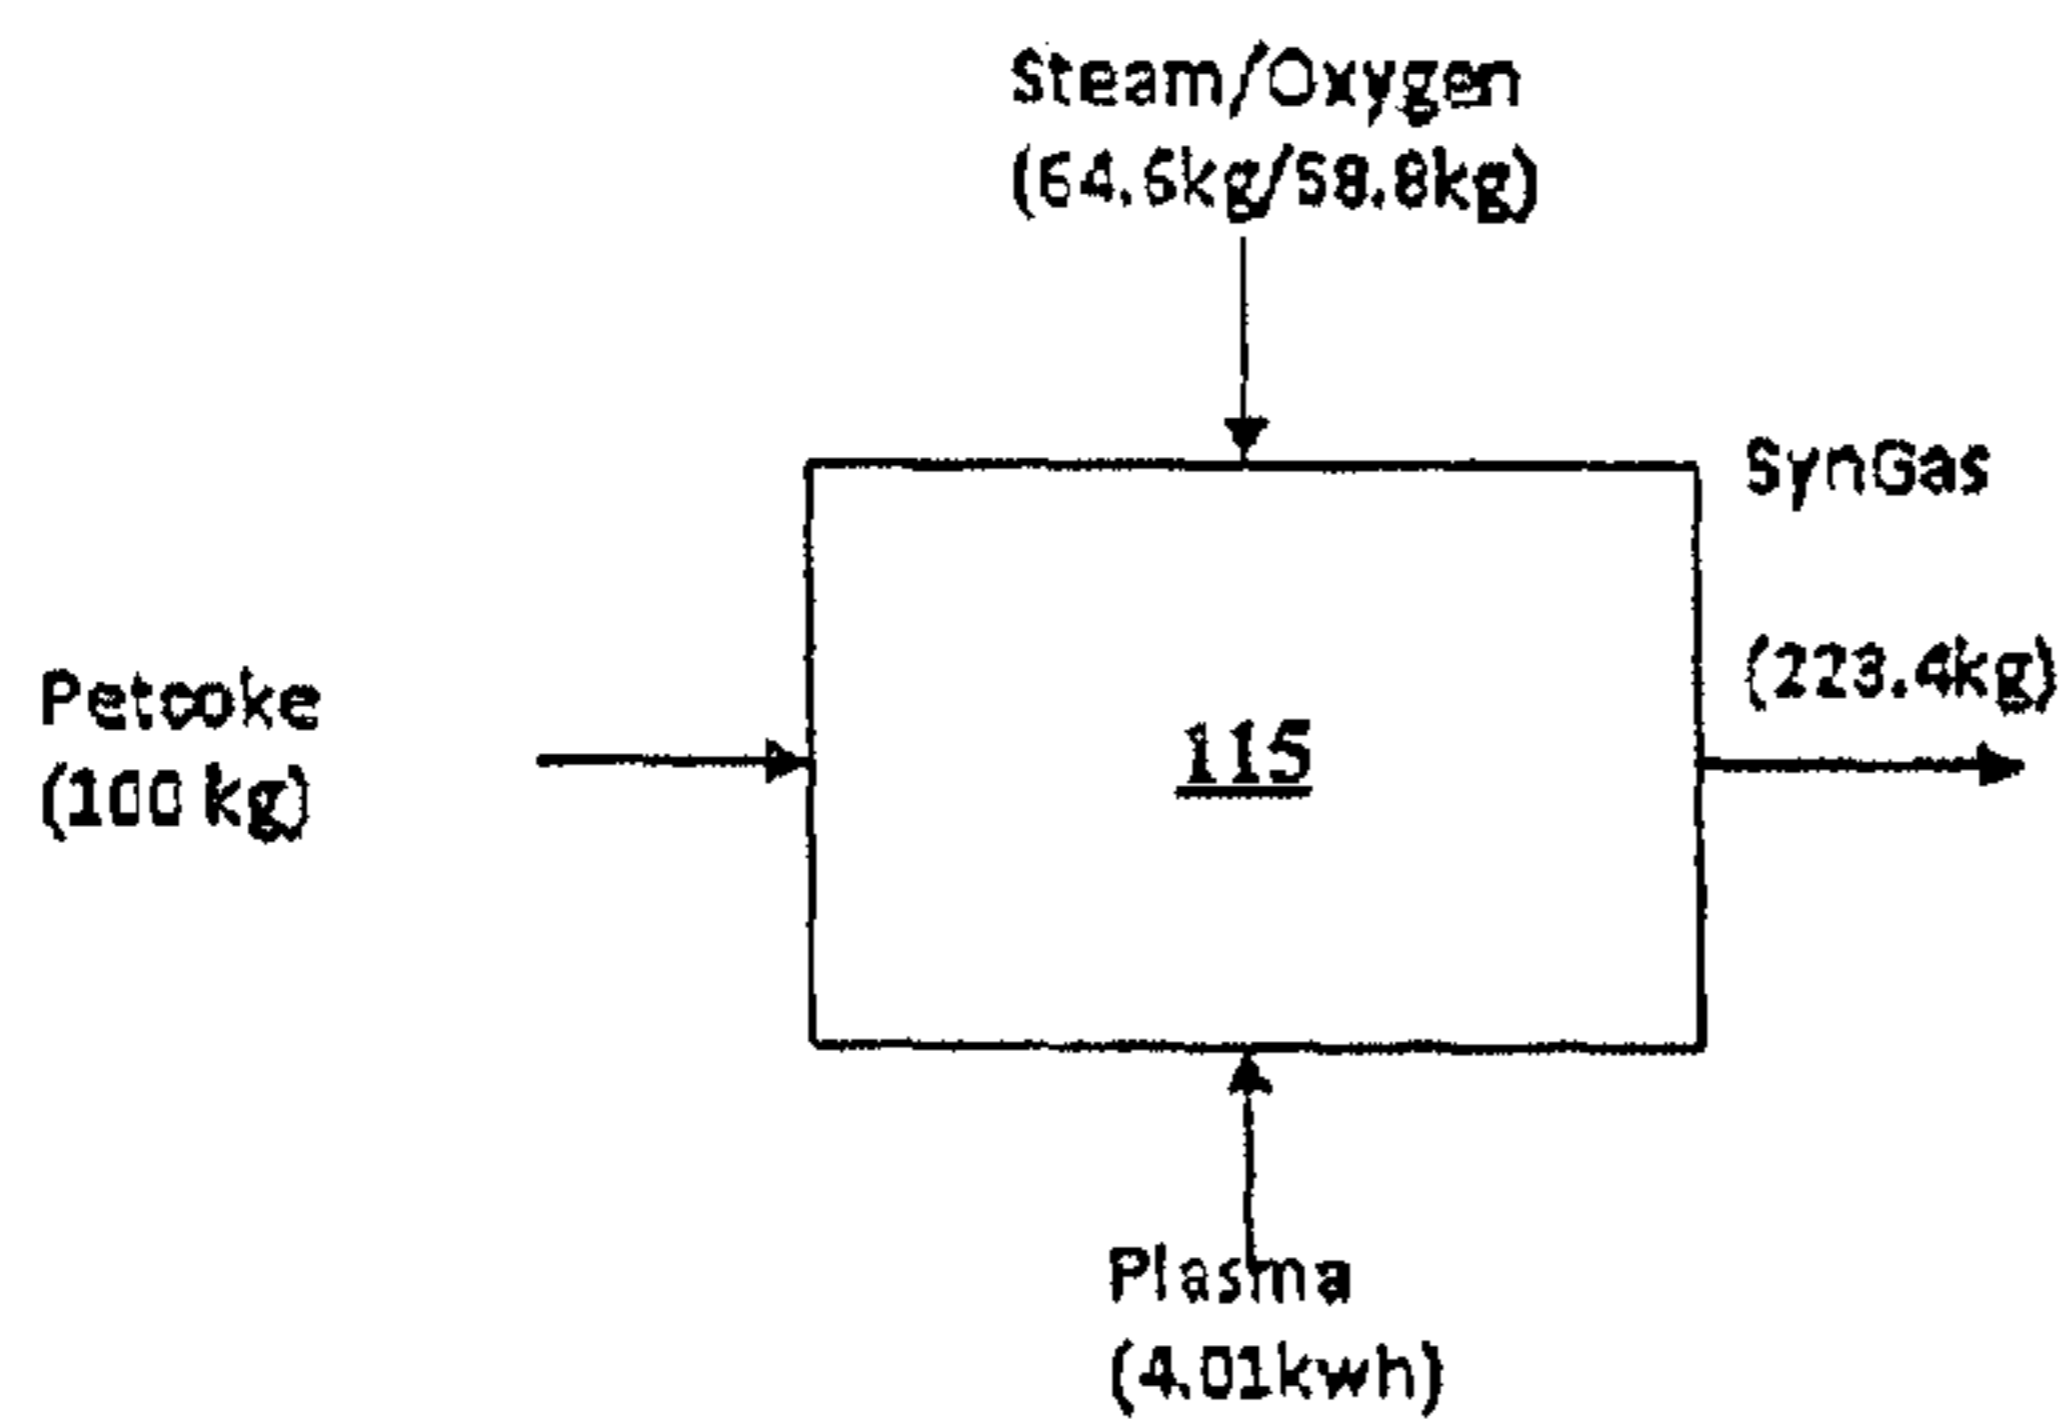 Steam/Oxygen
(64.6kg/58.8kg)
SynGas
(223.4kg)
Petcoke
(100 kg)
115
Plasma
(4.01kwh)